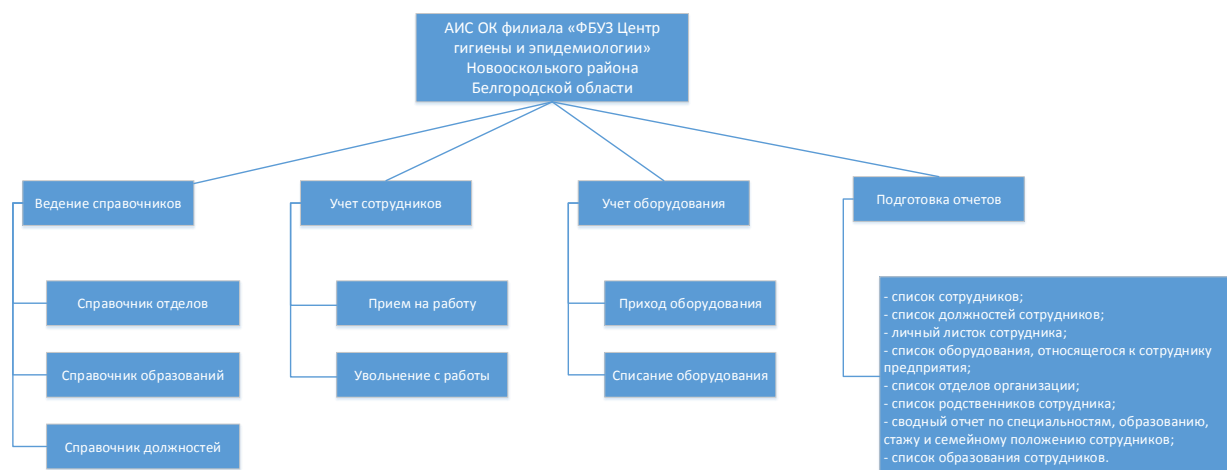 АИС ОК филиала «ФБУЗ Центр
гигиены и эпидемиологии»
Новооскольского района
Белгородской области
Ведение справочников
Учет сотрудников
Учет оборудования
Подготовка отчетов
Справочник отделов
Прием на работу
Приход оборудования
Справочник образований
Увольнение с работы
Списание оборудования
Справочник должностей
- список сотрудников;
- список должностей сотрудников;
- личный листок сотрудника;
- список оборудования, относящегося к сотруднику
предприятия;
- список отделов организации;
- список родственников сотрудника;
- сводный отчет по специальностям, образованию,
стажу и семейному положению сотрудников;
- список образования сотрудников.